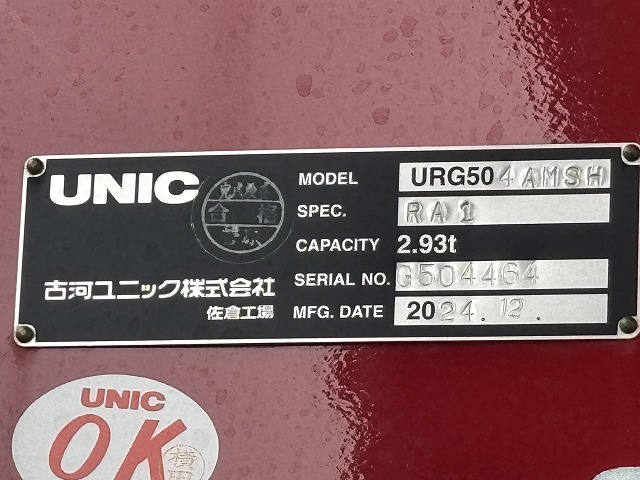 UNIC
合格
MODEL URG504AMSH
SPEC. RA1
CAPACITY 2.93t
SERIAL NO. G504464
MFG. DATE 2024.12.
古河ユニック株式会社
佐倉工場
UNIC
OK